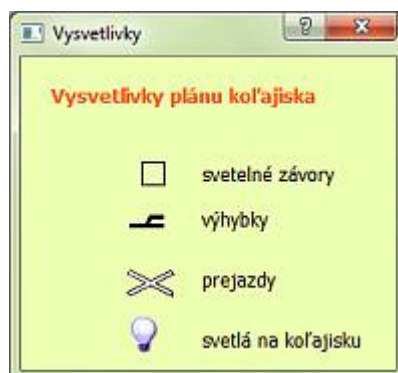 Vysvetlivky
Vysvetlivky plánu koľajiska
svetelné závory
výhybky
prejazdy
svetlá na koľajisku